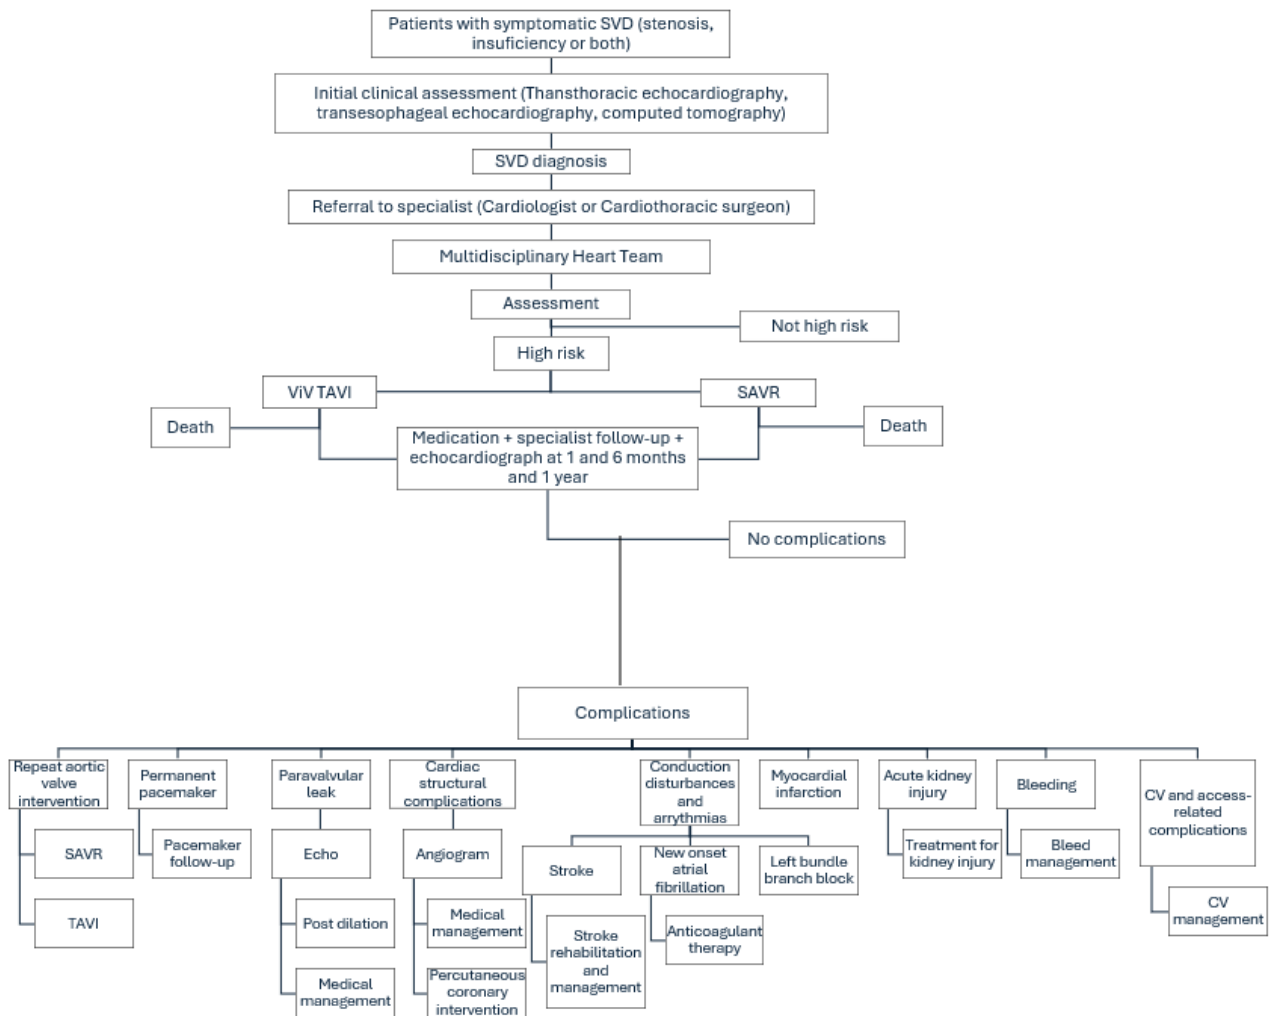 Patients with symptomatic SVD (stenosis,
insuficiency or both)
Initial clinical assessment (Thansthoracic echocardiography,
transesophageal echocardiography, computed tomography)
SVD diagnosis
Referral to specialist (Cardiologist or Cardiothoracic surgeon)
Multidisciplinary Heart Team
Assessment
Not high risk
High risk
ViV TAVI
SAVR
Death
Death
Medication + specialist follow-up +
echocardiograph at 1 and 6 months
and 1 year
No complications
Complications
Repeat aortic
valve
intervention
SAVR
TAVI
Permanent
pacemaker
Pacemaker
follow-up
Paravalvular
leak
Echo
Post dilation
Medical
management
Cardiac
structural
complications
Angiogram
Medical
management
Percutaneous
coronary
intervention
Conduction
disturbances
and
arrythmias
Stroke
Stroke
rehabilitation
and
management
New onset
atrial
fibrillation
Anticoagulant
therapy
Left bundle
branch block
Myocardial
infarction
Acute kidney
injury
Treatment for
kidney injury
Bleeding
Bleed
management
CV and access-
related
complications
CV
management